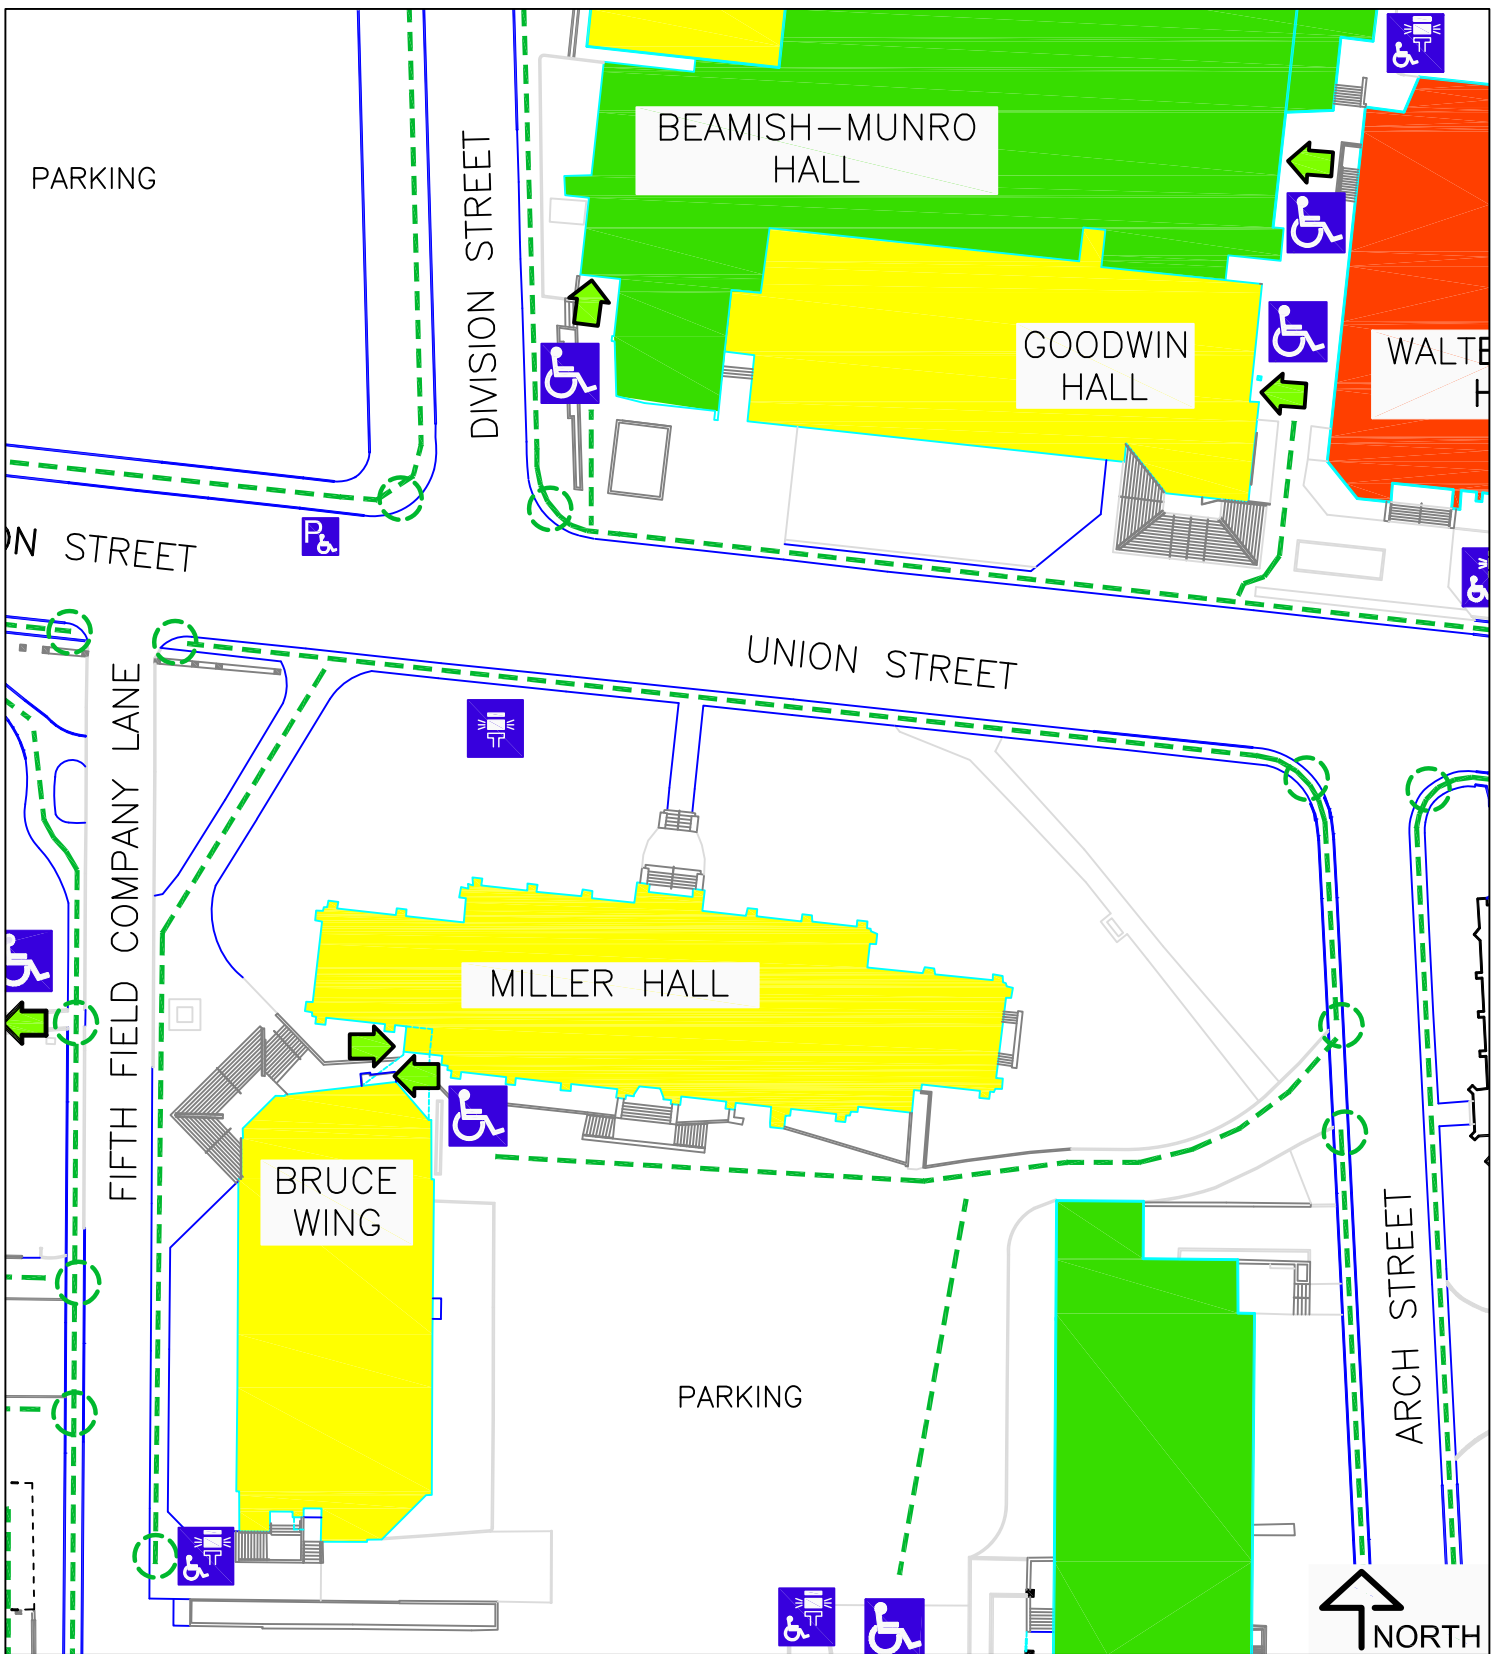 PARKING
DIVISION STREET
BEAMISH-MUNRO
HALL
GOODWIN
HALL
STREET
P
UNION STREET
FIFTH FIELD COMPANY LANE
MILLER HALL
BRUCE
WING
PARKING
ARCH STREET
NORTH